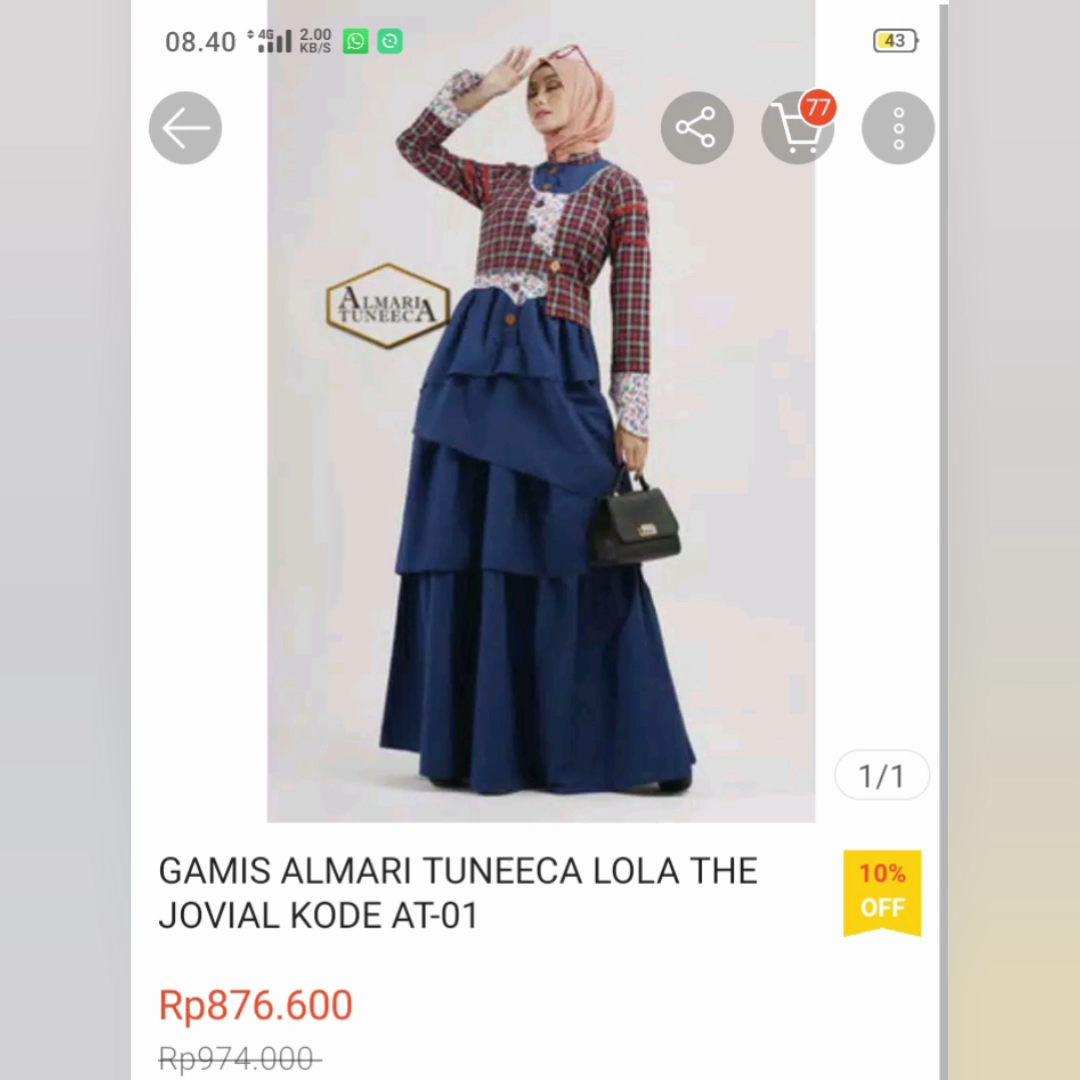 08.40 4G 2.00 KB/S 43
77
ALMARI
TUNEECA
1/1
GAMIS ALMARI TUNEECA LOLA THE
JOVIAL KODE AT-01
10%
OFF
Rp876.600
Rp974.000